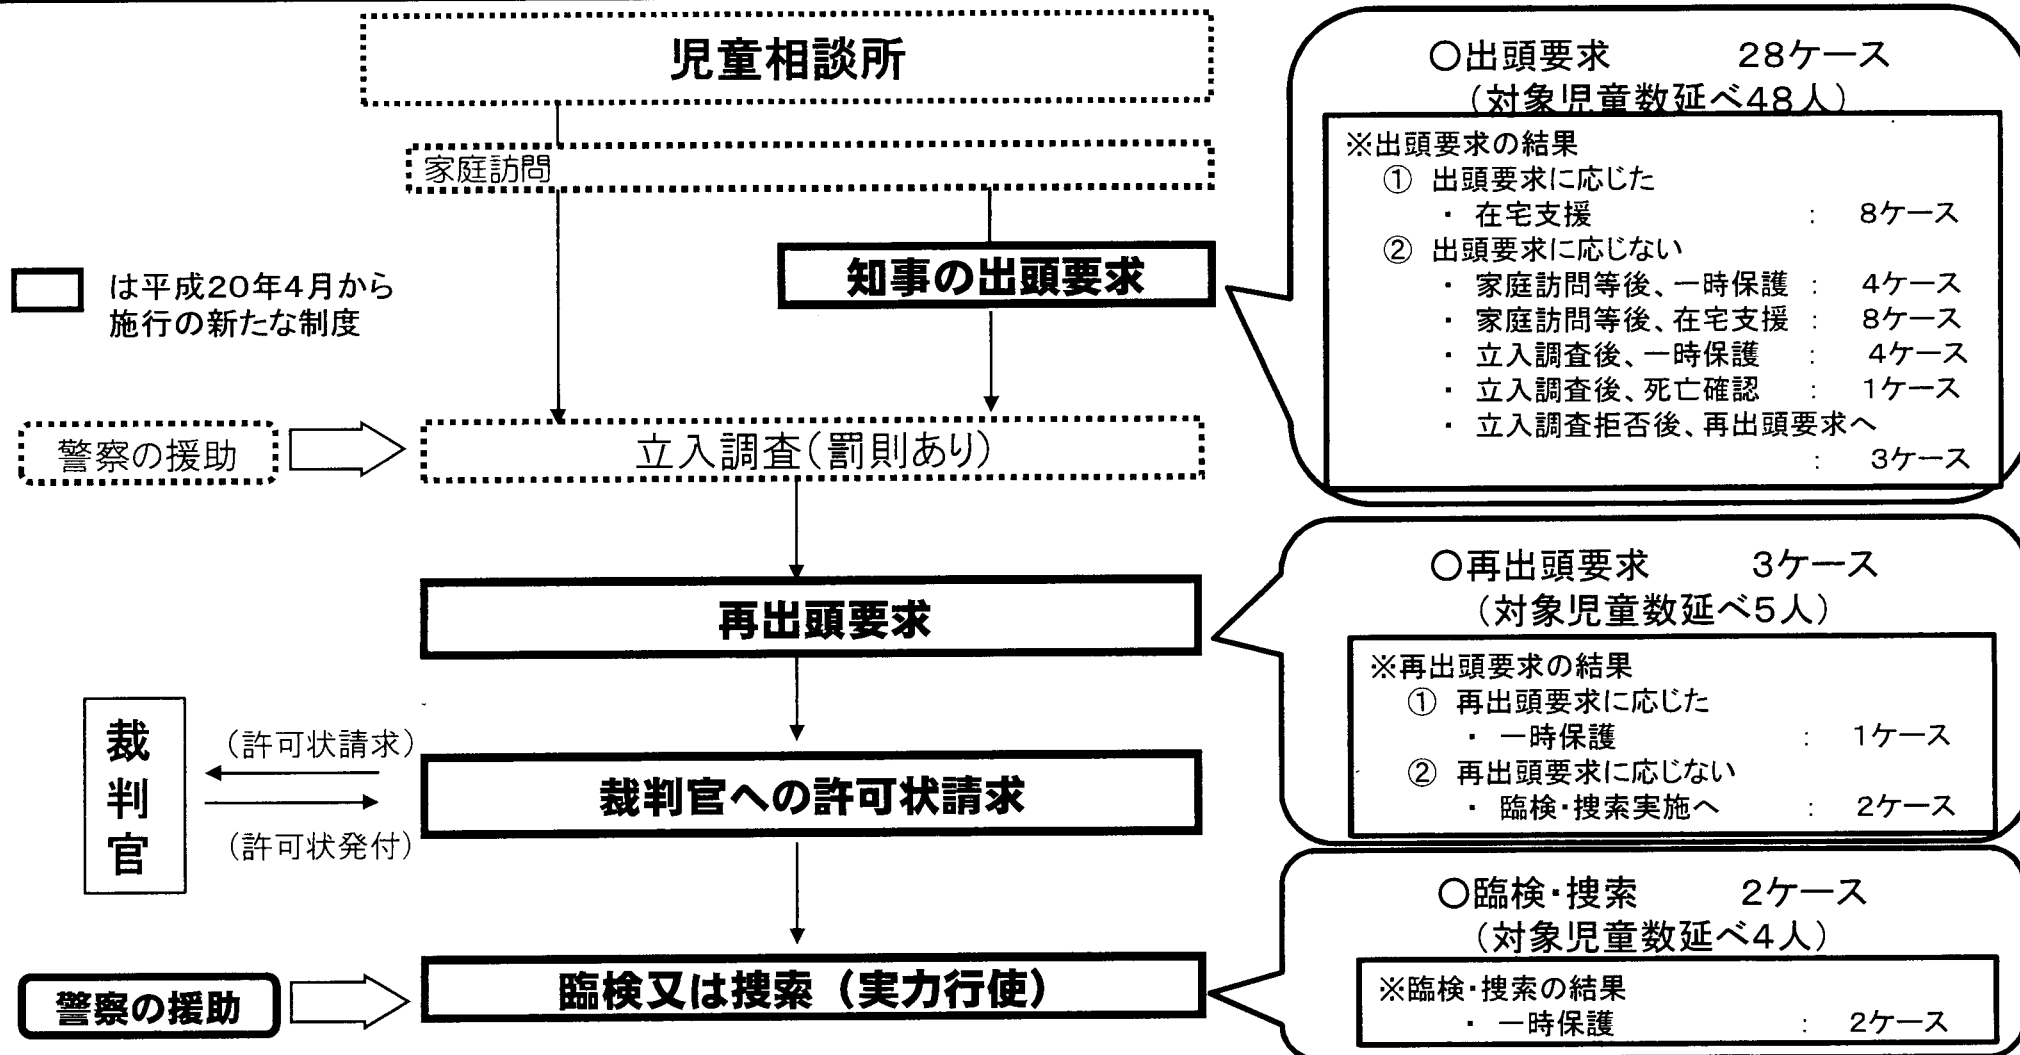 児童相談所
家庭訪問
知事の出頭要求
は平成20年4月から
施行の新たな制度
警察の援助
立入調査(罰則あり)
再出頭要求
裁判官
(許可状請求)
(許可状発付)
裁判官への許可状請求
警察の援助
臨検又は捜索(実力行使)
○出頭要求 28ケース
(対象児童数延べ48人)
※出頭要求の結果
① 出頭要求に応じた
・ 在宅支援 : 8ケース
② 出頭要求に応じない
・ 家庭訪問等後、一時保護 : 4ケース
・ 家庭訪問等後、在宅支援 : 8ケース
・ 立入調査後、一時保護 : 4ケース
・ 立入調査後、死亡確認 : 1ケース
・ 立入調査拒否後、再出頭要求へ
: 3ケース
○再出頭要求 3ケース
(対象児童数延べ5人)
※再出頭要求の結果
① 再出頭要求に応じた
・ 一時保護 : 1ケース
② 再出頭要求に応じない
・ 臨検・捜索実施へ : 2ケース
○臨検・捜索 2ケース
(対象児童数延べ4人)
※臨検・捜索の結果
・ 一時保護 : 2ケース